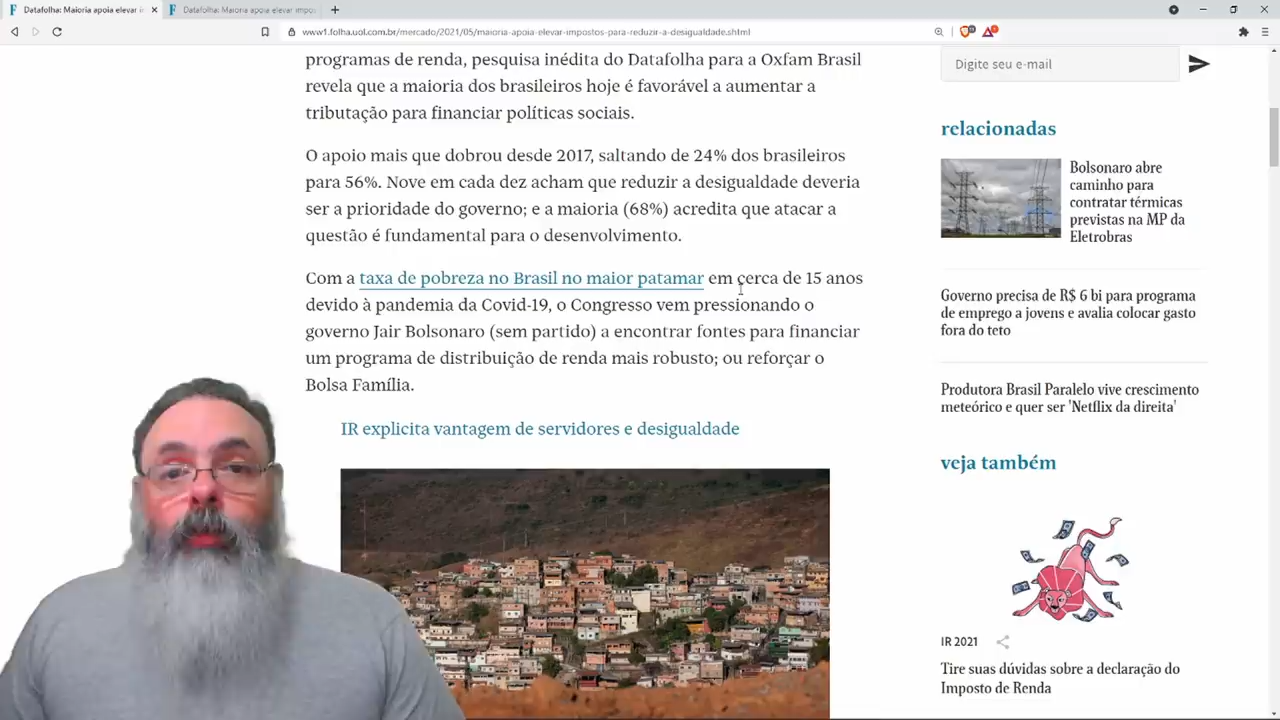 Datafolha: Maioria apoia elevar i
Datafolha: Maioria apoia elevar impos
www1.folha.uol.com.br/mercado/2021/05/maioria-apoia-elevar-impostos-para-reduzir-a-desigualdade.shtml
programas de renda, pesquisa inédita do Datafolha para a Oxfam Brasil
revela que a maioria dos brasileiros hoje é favorável a aumentar a
tributação para financiar políticas sociais.
O apoio mais que dobrou desde 2017, saltando de 24% dos brasileiros
para 56%. Nove em cada dez acham que reduzir a desigualdade deveria
ser a prioridade do governo; e a maioria (68%) acredita que atacar a
questão é fundamental para o desenvolvimento.
Com a taxa de pobreza no Brasil no maior patamar em cerca de 15 anos
devido à pandemia da Covid-19, o Congresso vem pressionando o
governo Jair Bolsonaro (sem partido) a encontrar fontes para financiar
um programa de distribuição de renda mais robusto; ou reforçar o
Bolsa Família.
IR explicita vantagem de servidores e desigualdade
Digite seu e-mail
relacionadas
Bolsonaro abre
caminho para
contratar térmicas
previstas na MP da
Eletrobras
Governo precisa de R$ 6 bi para programa
de emprego a jovens e avalia colocar gasto
fora do teto
Produtora Brasil Paralelo vive crescimento
meteórico e quer ser 'Netflix da direita'
veja também
IR 2021
Tire suas dúvidas sobre a declaração do
Imposto de Renda